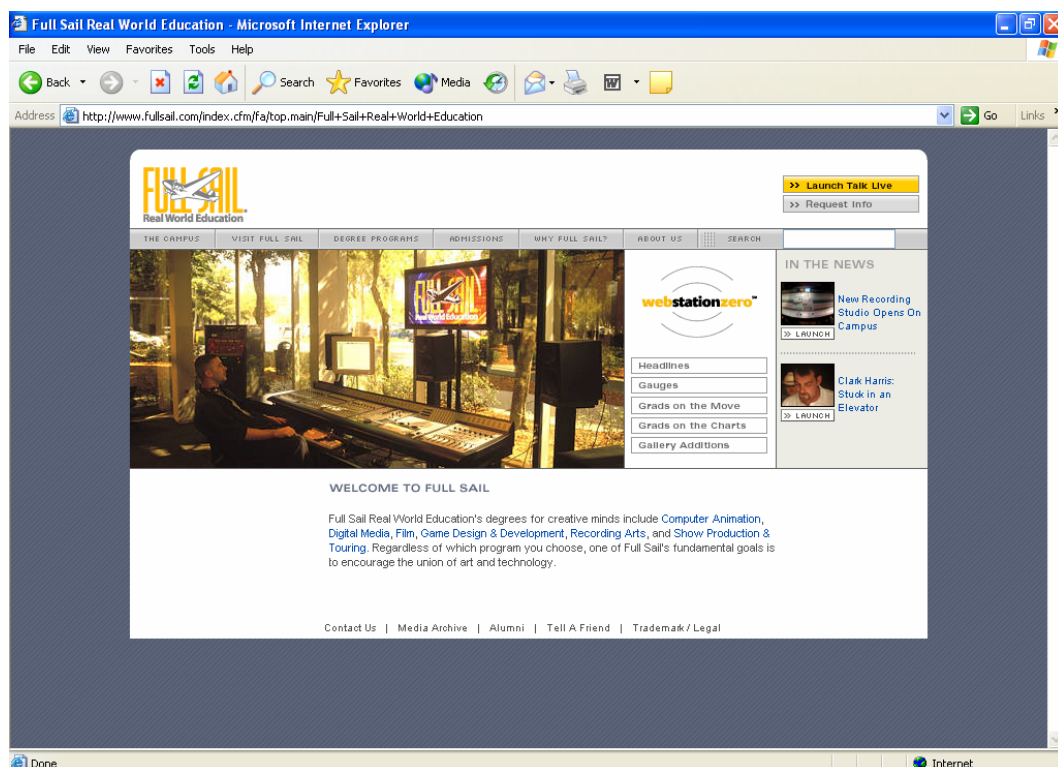 Full Sail Real World Education - Microsoft Internet Explorer
File Edit View Favorites Tools Help
Back Search Favorites Media
Address http://www.fullsail.com/index.cfm/fa/top.main/Full+Sail+Real+World+Education Go Links »
FULL SAIL.
Real World Education
>> Launch Talk Live
>> Request Info
THE CAMPUS VISIT FULL SAIL DEGREE PROGRAMS ADMISSIONS WHY FULL SAIL? ABOUT US SEARCH
FULL SAIL
Real World Education
webstationzero™
Headlines
Gauges
Grads on the Move
Grads on the Charts
Gallery Additions
IN THE NEWS
New Recording
Studio Opens On
Campus
>> LAUNCH
Clark Harris:
Stuck in an
Elevator
>> LAUNCH
WELCOME TO FULL SAIL
Full Sail Real World Education's degrees for creative minds include Computer Animation,
Digital Media, Film, Game Design & Development, Recording Arts, and Show Production &
Touring. Regardless of which program you choose, one of Full Sail's fundamental goals is
to encourage the union of art and technology.
Contact Us | Media Archive | Alumni | Tell A Friend | Trademark / Legal
Done Internet